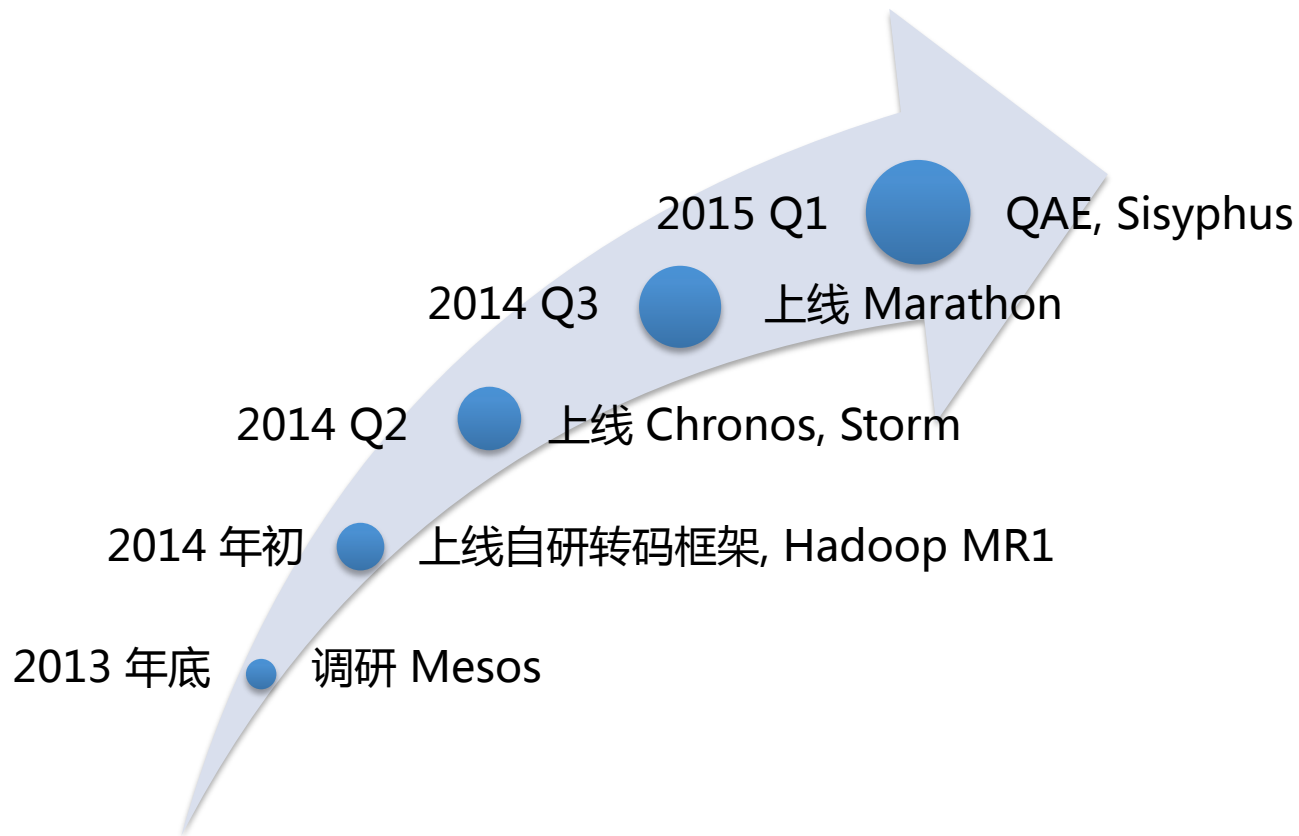 2015 Q1 QAE, Sisyphus
2014 Q3 上线 Marathon
2014 Q2 上线 Chronos, Storm
2014 年初 上线自研转码框架, Hadoop MR1
2013 年底 调研 Mesos